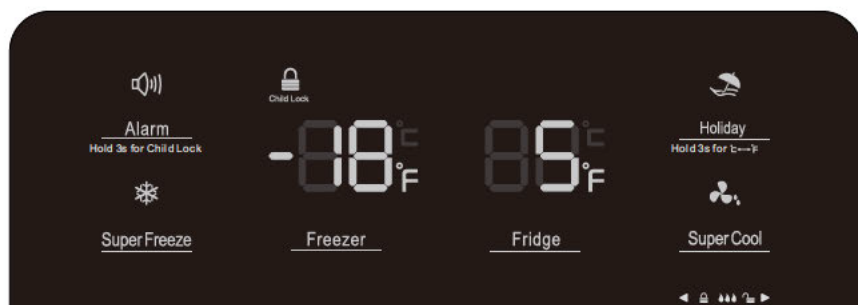 Child Lock
Alarm
Hold 3s for Child Lock
Holiday
Hold 3s for °C↔°F
-18 °F
5 °F
Super Freeze
Freezer
Fridge
Super Cool